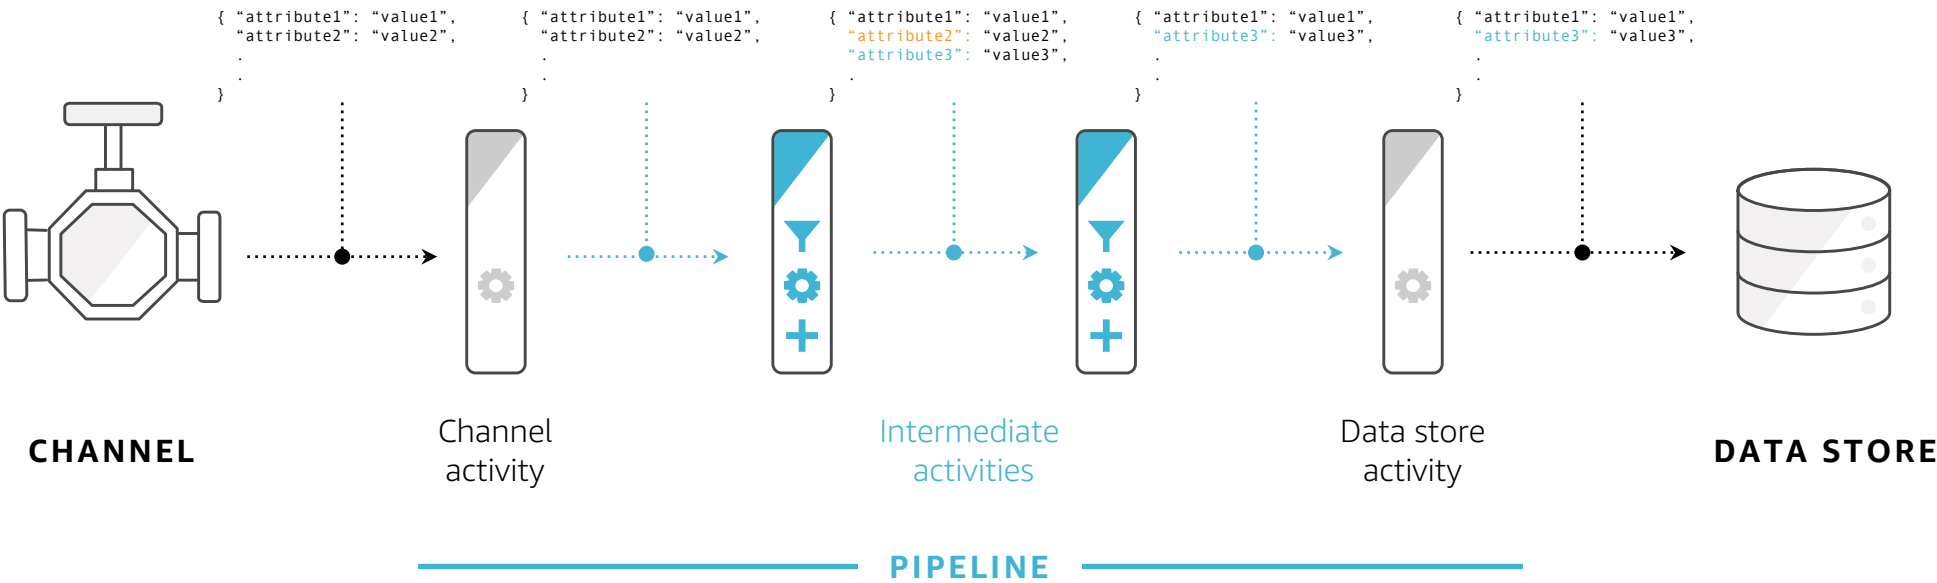 { “attribute1”: “value1”,
“attribute2”: “value2”,
.
.
}
{ “attribute1”: “value1”,
“attribute2”: “value2”,
.
.
}
{ “attribute1”: “value1”,
“attribute2”: “value2”,
“attribute3”: “value3”,
.
}
{ “attribute1”: “value1”,
“attribute3”: “value3”,
.
.
}
{ “attribute1”: “value1”,
“attribute3”: “value3”,
.
.
}
CHANNEL
Channel
activity
Intermediate
activities
Data store
activity
DATA STORE
PIPELINE